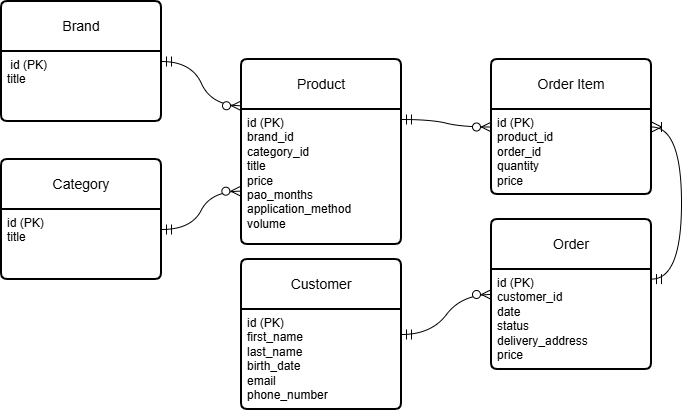 Brand
id (PK)
title
Category
id (PK)
title
Product
id (PK)
brand_id
category_id
title
price
pao_months
application_method
volume
Customer
id (PK)
first_name
last_name
birth_date
email
phone_number
Order Item
id (PK)
product_id
order_id
quantity
price
Order
id (PK)
customer_id
date
status
delivery_address
price